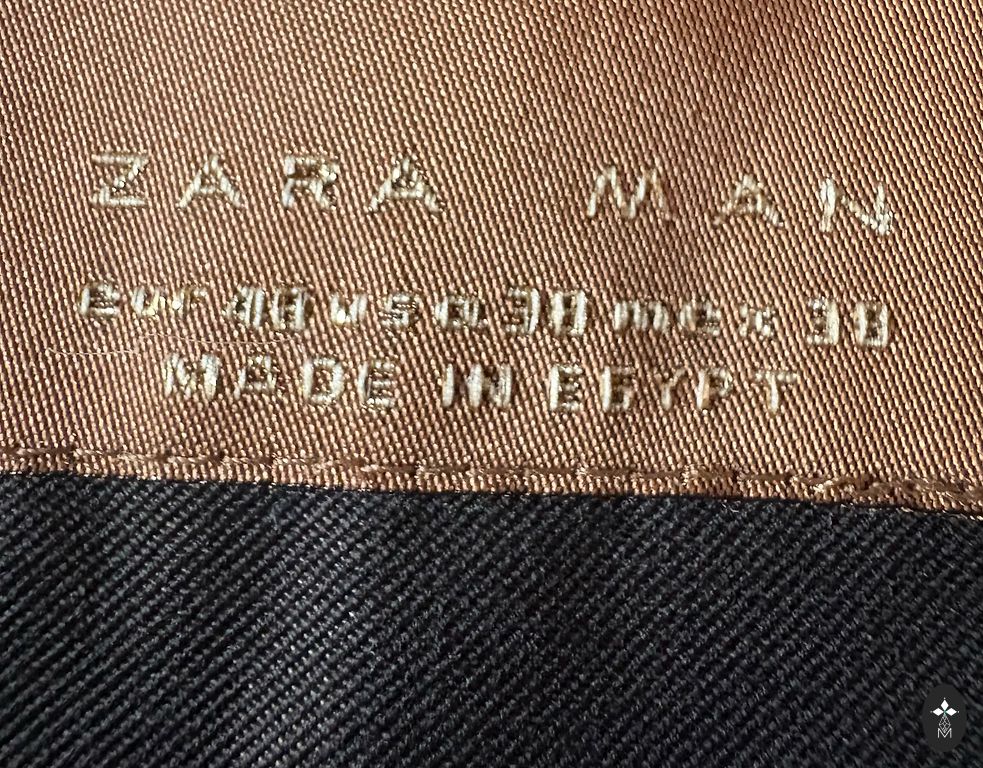 ZARA MAN
eur 48 usa 38 mex 38
MADE IN EGYPT
M